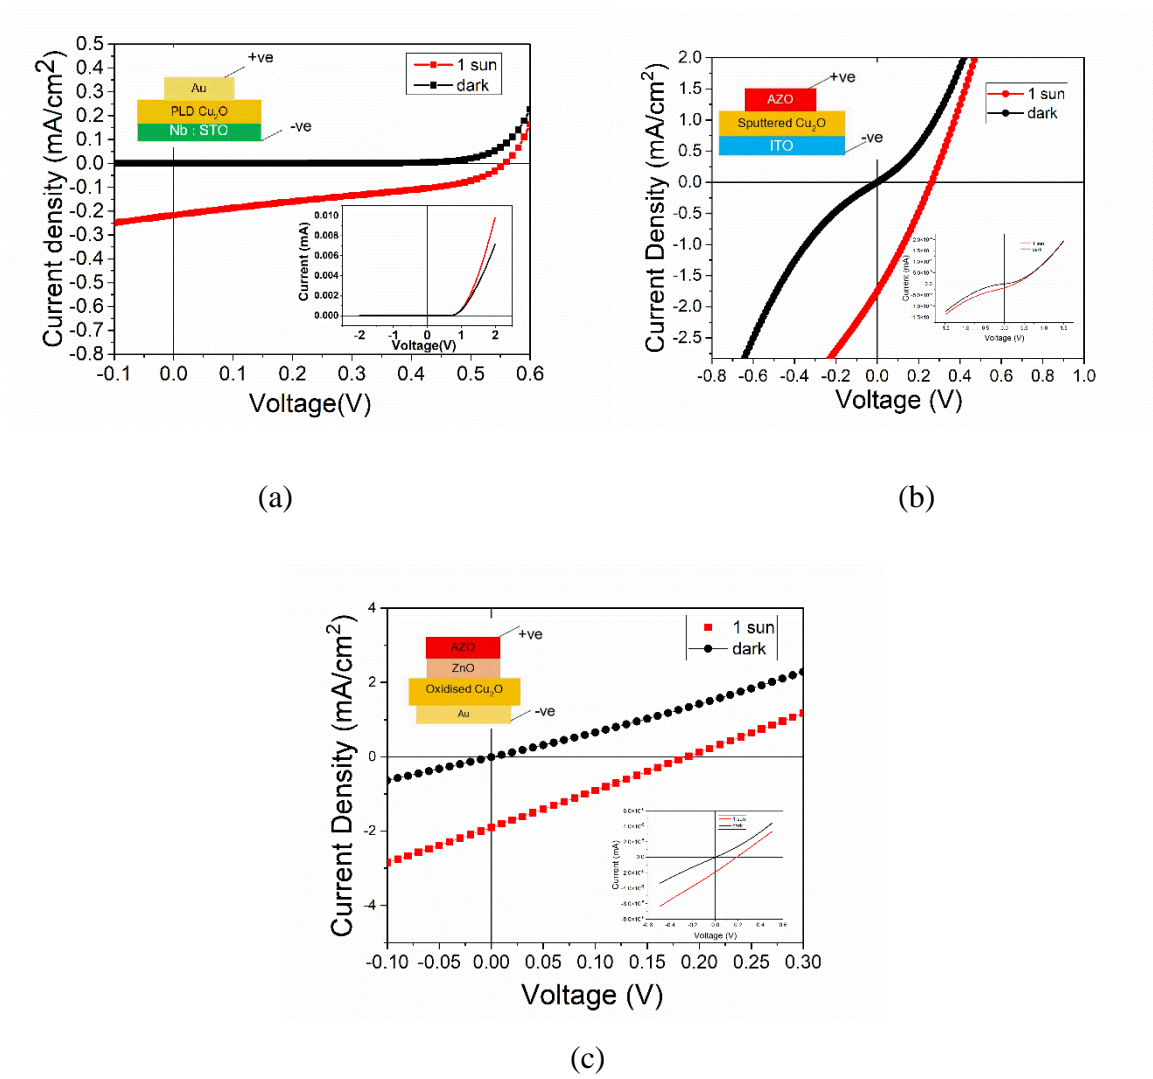 0.5
0.4
0.3
0.2
0.1
0.0
-0.1
-0.2
-0.3
-0.4
-0.5
-0.6
-0.7
-0.8
Current density (mA/cm²)
-0.1 0.0 0.1 0.2 0.3 0.4 0.5 0.6
Voltage(V)
1 sun
dark
+ve
Au
PLD Cu₂O
Nb : STO
-ve
0.010
0.008
0.006
0.004
0.002
0.000
Current (mA)
-2 0 1 2
Voltage(V)
(a)
2.0
1.5
1.0
0.5
0.0
-0.5
-1.0
-1.5
-2.0
-2.5
Current Density (mA/cm²)
-0.8 -0.6 -0.4 -0.2 0.0 0.2 0.4 0.6 0.8 1.0
Voltage (V)
1 sun
dark
+ve
AZO
Sputtered Cu₂O
ITO
-ve
1 sun
Current (mA)
Voltage (V)
(b)
4
2
0
-2
-4
Current Density (mA/cm²)
-0.10 -0.05 0.00 0.05 0.10 0.15 0.20 0.25 0.30
Voltage (V)
1 sun
dark
+ve
AZO
ZnO
Oxidised Cu₂O
Au
-ve
1 sun
dark
Current (mA)
Voltage (V)
(c)